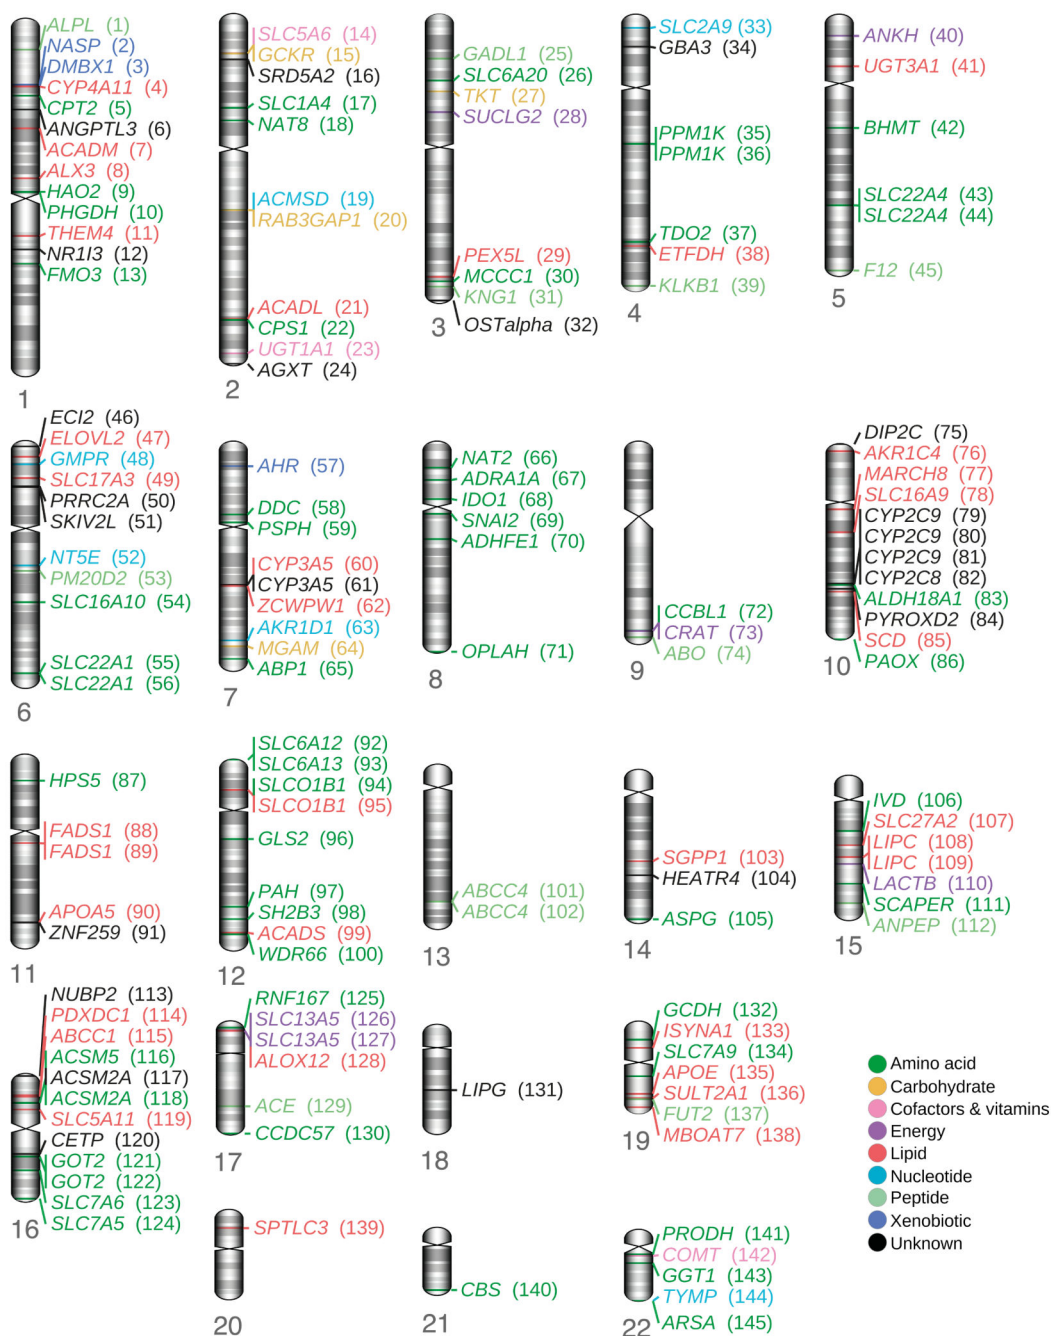 ALPL (1)
NASP (2)
DMBX1 (3)
CYP4A11 (4)
CPT2 (5)
ANGPTL3 (6)
ACADM (7)
ALX3 (8)
HAO2 (9)
PHGDH (10)
THEM4 (11)
NR1I3 (12)
FMO3 (13)
1
SLC5A6 (14)
GCKR (15)
SRD5A2 (16)
SLC1A4 (17)
NAT8 (18)
ACMSD (19)
RAB3GAP1 (20)
ACADL (21)
CPS1 (22)
UGT1A1 (23)
AGXT (24)
2
GADL1 (25)
SLC6A20 (26)
TKT (27)
SUCLG2 (28)
PEX5L (29)
MCCC1 (30)
KNG1 (31)
OSTalpha (32)
3
SLC2A9 (33)
GBA3 (34)
PPM1K (35)
PPM1K (36)
TDO2 (37)
ETFDH (38)
KLKB1 (39)
4
ANKH (40)
UGT3A1 (41)
BHMT (42)
SLC22A4 (43)
SLC22A4 (44)
F12 (45)
5
ECI2 (46)
ELOVL2 (47)
GMPR (48)
SLC17A3 (49)
PRRC2A (50)
SKIV2L (51)
NT5E (52)
PM20D2 (53)
SLC16A10 (54)
SLC22A1 (55)
SLC22A1 (56)
6
AHR (57)
DDC (58)
PSPH (59)
CYP3A5 (60)
CYP3A5 (61)
ZCWPW1 (62)
AKR1D1 (63)
MGAM (64)
ABP1 (65)
7
NAT2 (66)
ADRA1A (67)
IDO1 (68)
SNAI2 (69)
ADHFE1 (70)
OPLAH (71)
8
CCBL1 (72)
CRAT (73)
ABO (74)
9
DIP2C (75)
AKR1C4 (76)
MARCH8 (77)
SLC16A9 (78)
CYP2C9 (79)
CYP2C9 (80)
CYP2C9 (81)
CYP2C8 (82)
ALDH18A1 (83)
PYROXD2 (84)
SCD (85)
PAOX (86)
10
HPS5 (87)
FADS1 (88)
FADS1 (89)
APOA5 (90)
ZNF259 (91)
11
SLC6A12 (92)
SLC6A13 (93)
SLCO1B1 (94)
SLCO1B1 (95)
GLS2 (96)
PAH (97)
SH2B3 (98)
ACADS (99)
WDR66 (100)
12
ABCC4 (101)
ABCC4 (102)
13
SGPP1 (103)
HEATR4 (104)
ASPG (105)
14
IVD (106)
SLC27A2 (107)
LIPC (108)
LIPC (109)
LACTB (110)
SCAPER (111)
ANPEP (112)
15
NUBP2 (113)
PDXDC1 (114)
ABCC1 (115)
ACSM5 (116)
ACSM2A (117)
ACSM2A (118)
SLC5A11 (119)
CETP (120)
GOT2 (121)
GOT2 (122)
SLC7A6 (123)
SLC7A5 (124)
16
RNF167 (125)
SLC13A5 (126)
SLC13A5 (127)
ALOX12 (128)
ACE (129)
CCDC57 (130)
17
LIPG (131)
18
GCDH (132)
ISYNA1 (133)
SLC7A9 (134)
APOE (135)
SULT2A1 (136)
FUT2 (137)
MBOAT7 (138)
19
SPTLC3 (139)
20
CBS (140)
21
PRODH (141)
COMT (142)
GGT1 (143)
TYMP (144)
ARSA (145)
22
Amino acid
Carbohydrate
Cofactors & vitamins
Energy
Lipid
Nucleotide
Peptide
Xenobiotic
Unknown